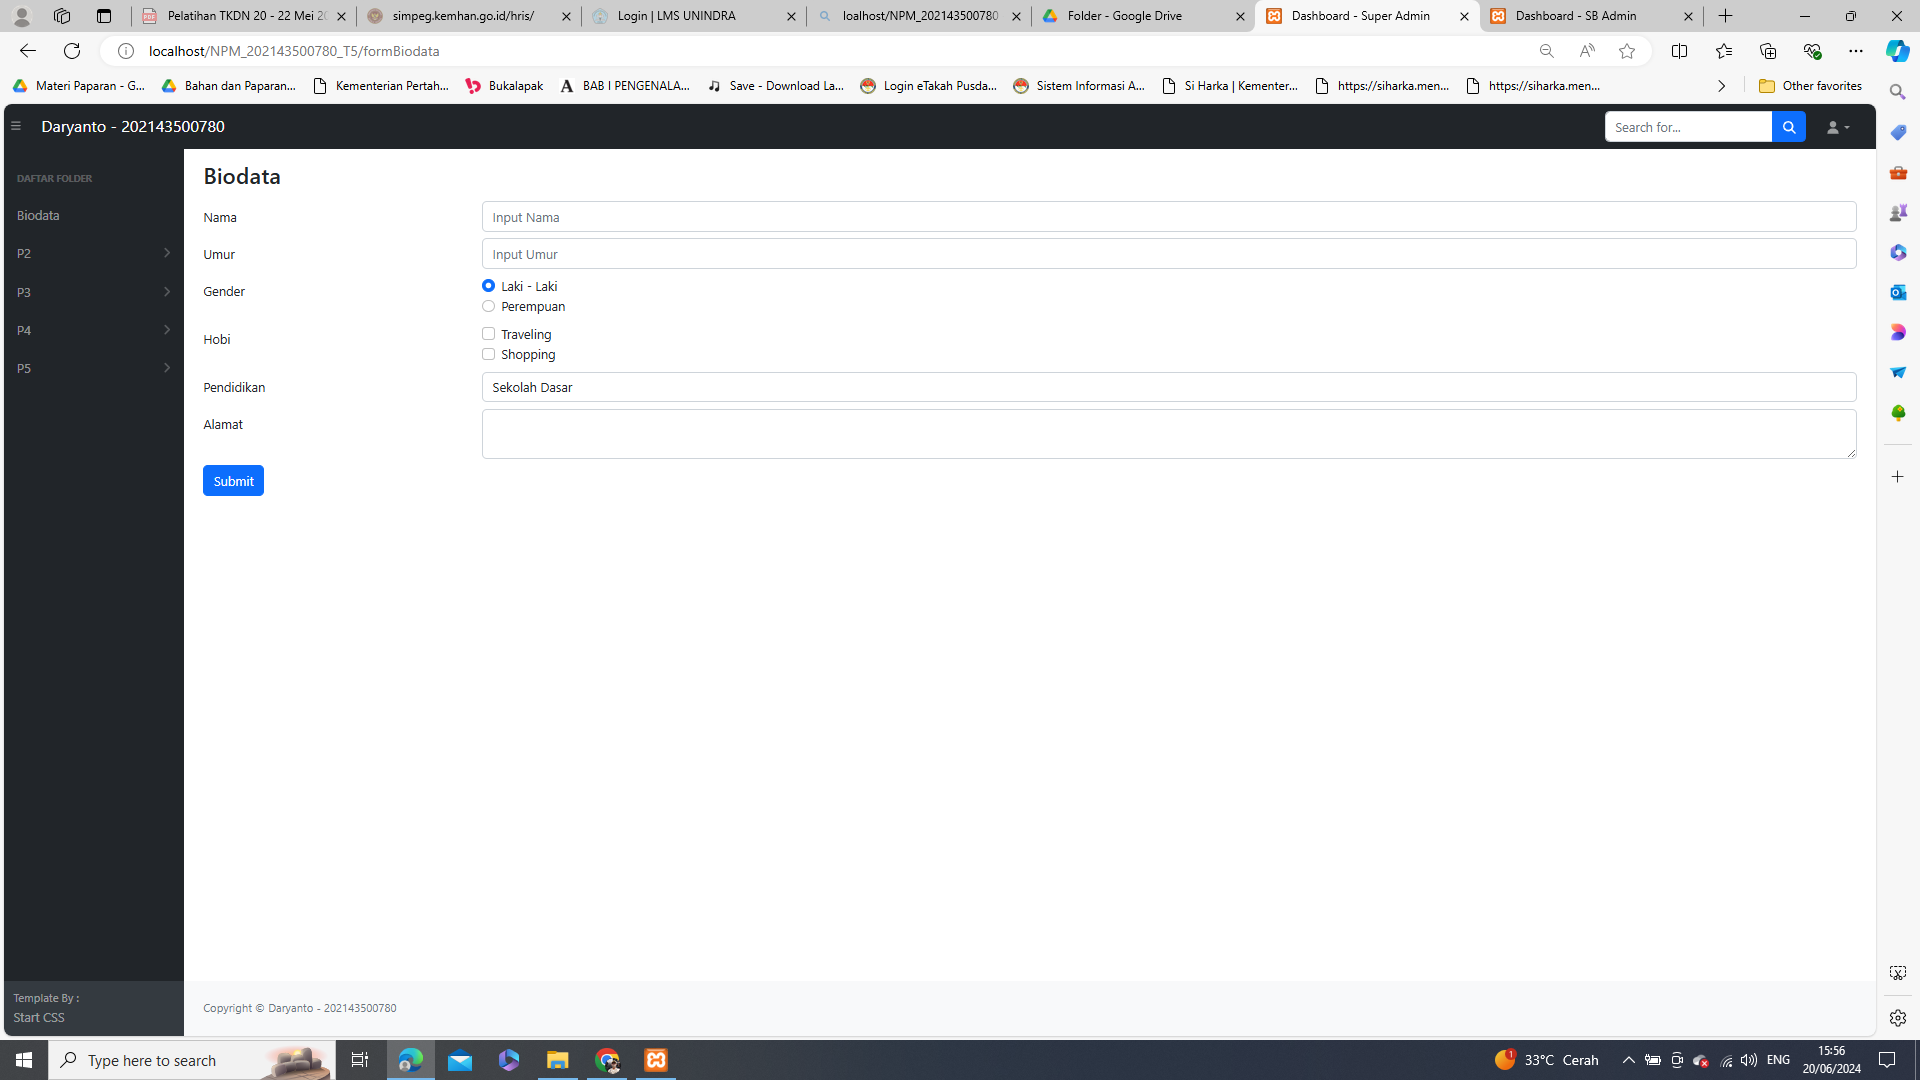 Pelatihan TKDN 20 - 22 Mei 20
simpeg.kemhan.go.id/hris/
Login | LMS UNINDRA
loalhost/NPM_202143500780
Folder - Google Drive
Dashboard - Super Admin
Dashboard - SB Admin
localhost/NPM_202143500780_T5/formBiodata
Materi Paparan - G...
Bahan dan Paparan...
Kementerian Pertah...
Bukalapak
BAB I PENGENALA...
Save - Download La...
Login eTakah Pusda...
Sistem Informasi A...
Si Harka | Kementer...
https://siharka.men...
https://siharka.men...
Other favorites
Daryanto - 202143500780
Search for...
DAFTAR FOLDER
Biodata
P2
P3
P4
P5
Biodata
Nama
Input Nama
Umur
Input Umur
Gender
Laki - Laki
Perempuan
Hobi
Traveling
Shopping
Pendidikan
Sekolah Dasar
Alamat
Submit
Template By :
Start CSS
Copyright © Daryanto - 202143500780
Type here to search
1
33°C Cerah
ENG
15:56
20/06/2024